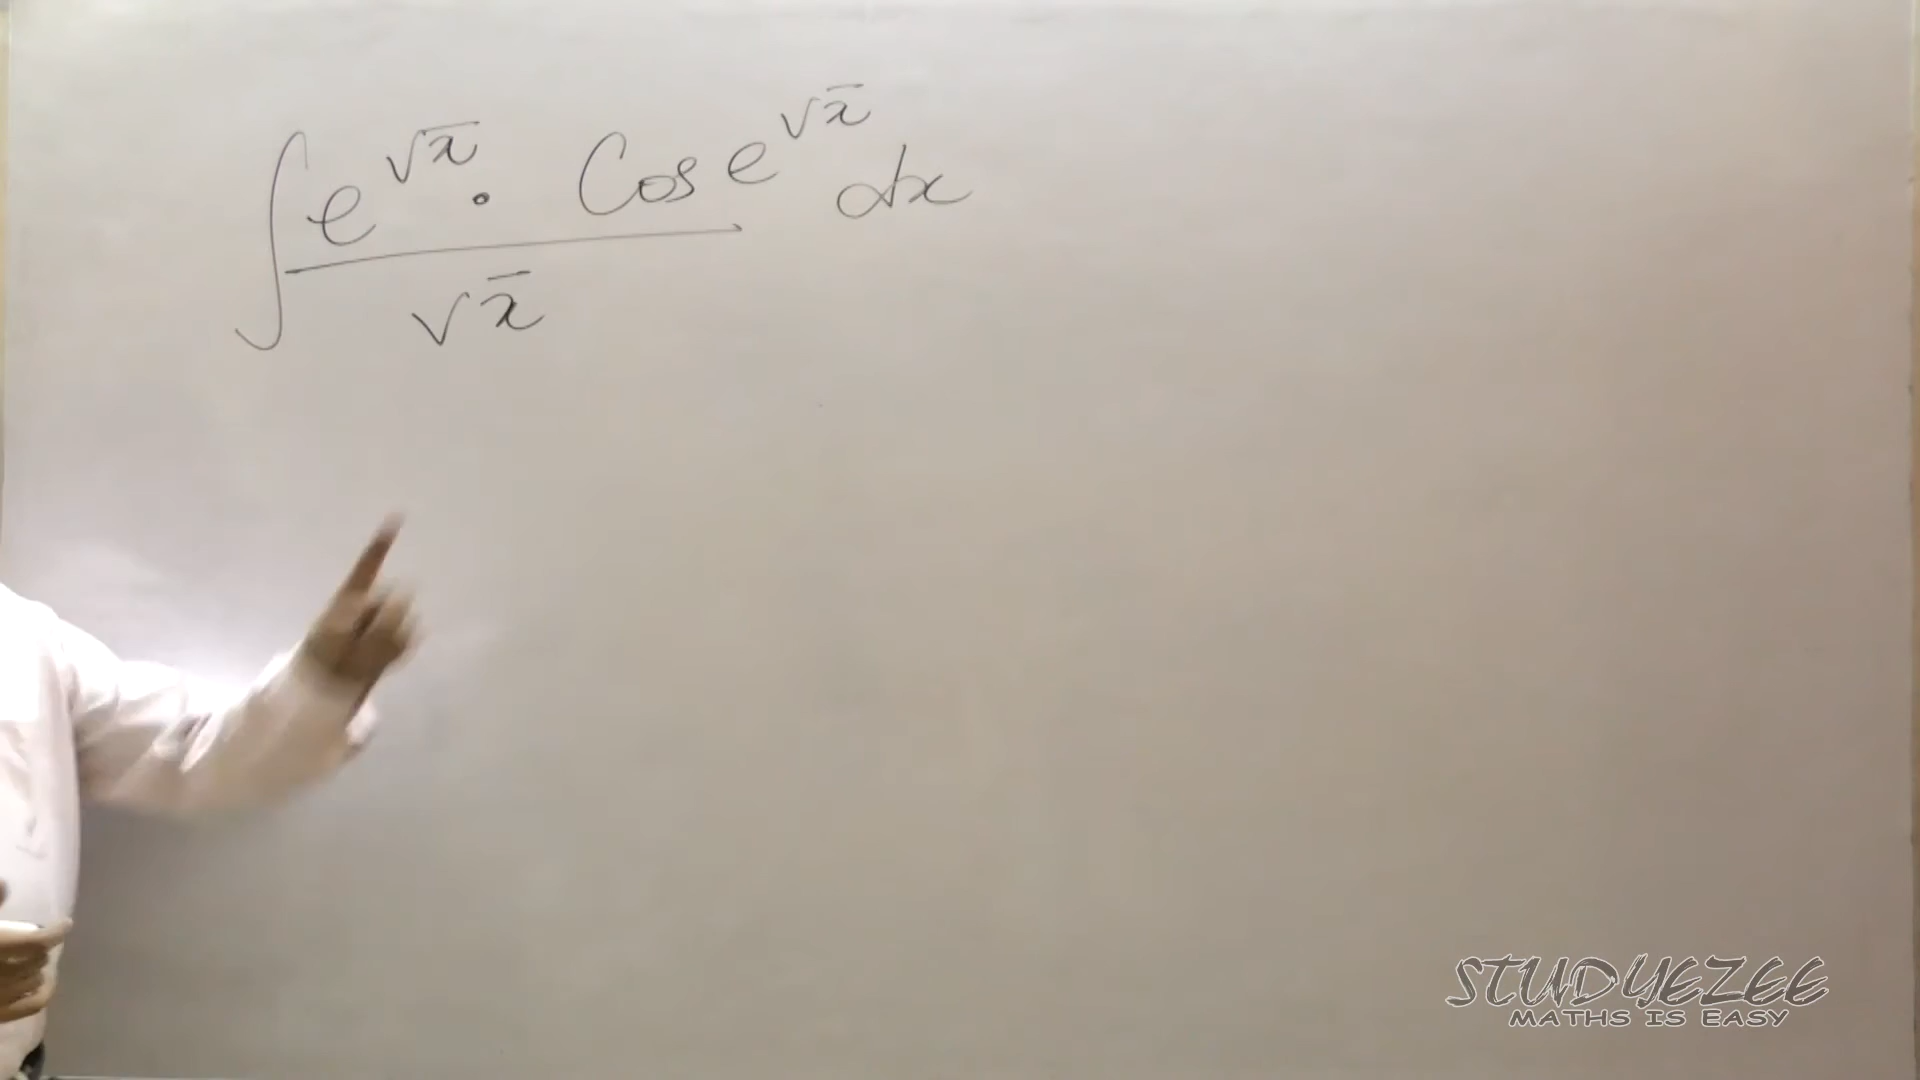 ∫ e^√x · Cos e^√x / √x dx
STUDYEZEE
MATHS IS EASY